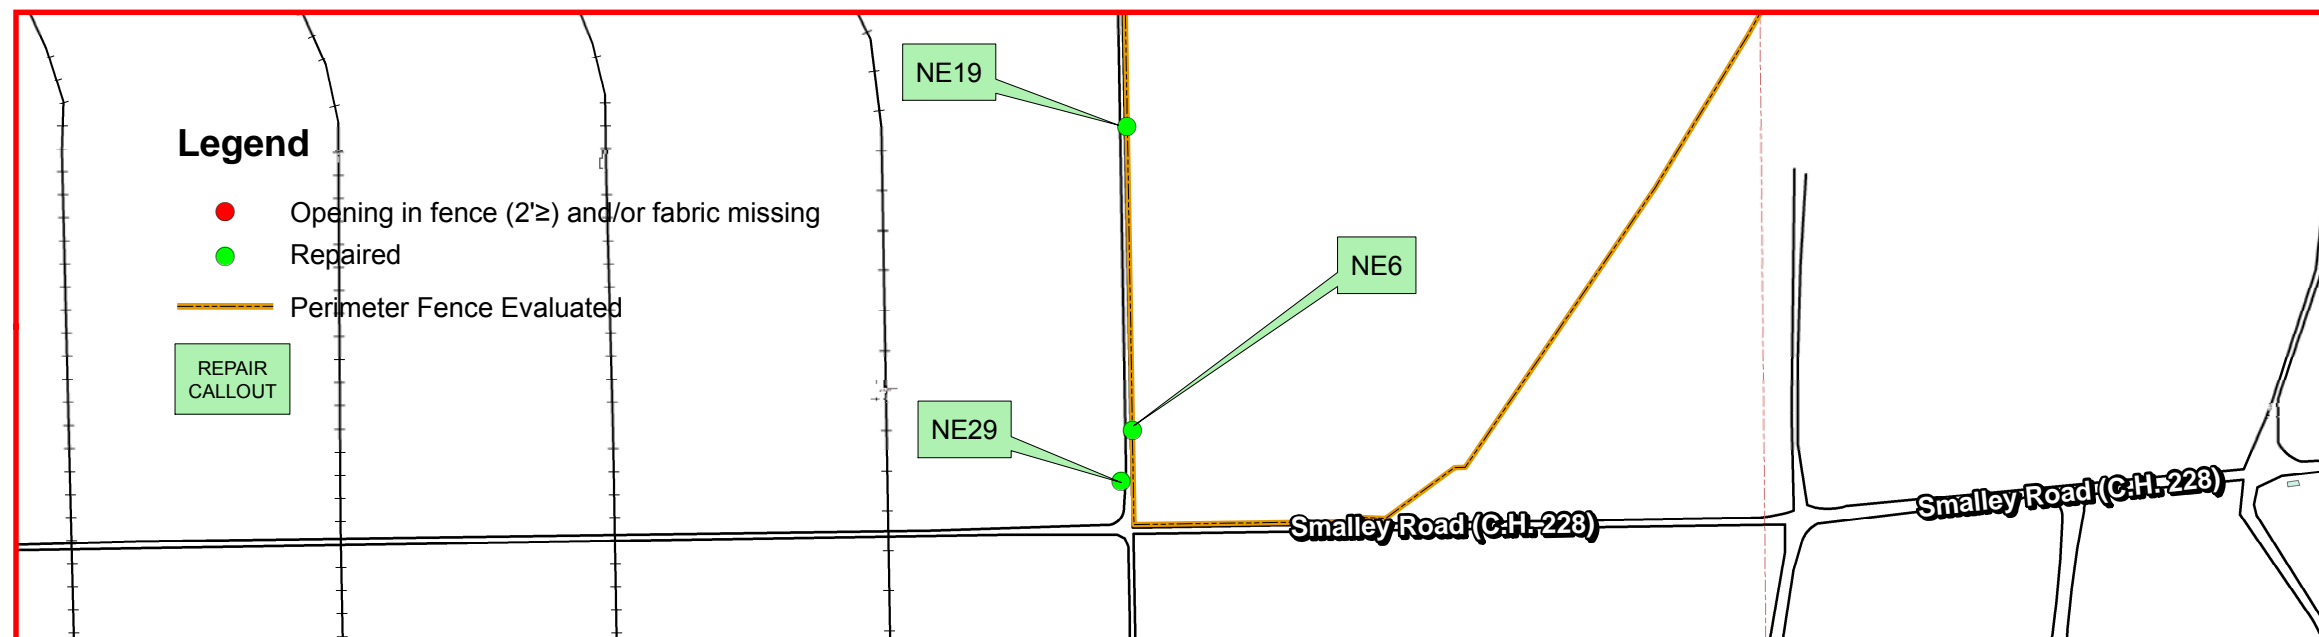 NE19
Legend
Opening in fence (2'≥) and/or fabric missing
Repaired
NE6
Perimeter Fence Evaluated
REPAIR
CALLOUT
NE29
Smalley Road (C.H. 228)
Smalley Road (C.H. 228)